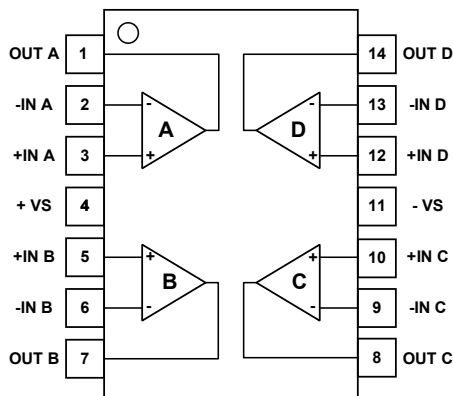 OUT A 1 14 OUT D
-IN A 2 - A + - D + 13 -IN D
+IN A 3 12 +IN D
+ VS 4 11 - VS
+IN B 5 + B - + C - 10 +IN C
-IN B 6 9 -IN C
OUT B 7 8 OUT C